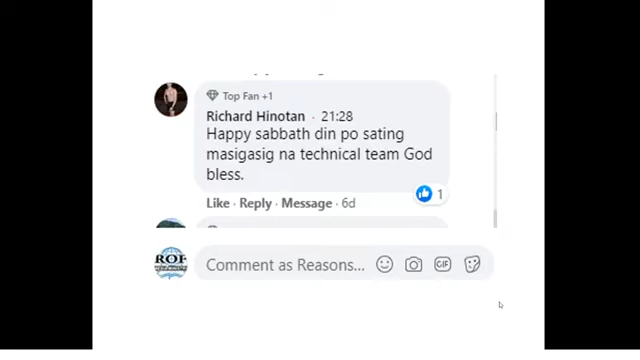 Top Fan +1
Richard Hinotan · 21:28
Happy sabbath din po sating
masigasig na technical team God
bless.
1
Like · Reply · Message · 6d
ROF
Comment as Reasons...
GIF